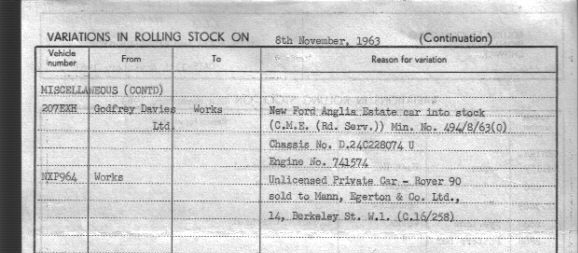 VARIATIONS IN ROLLING STOCK ON 8th November, 1963 (Continuation)
Vehicle number From To Reason for variation
MISCELLANEOUS (CONTD)
207EXH Godfrey Davies Works New Ford Anglia Estate car into stock
Ltd. (C.M.E. (Rd. Serv.)) Min. No. 494/8/63(0)
Chassis No. D.24C228074 U
Engine No. 741574
NXP964 Works Unlicensed Private Car - Rover 90
sold to Mann, Egerton & Co. Ltd.,
14, Berkeley St. W.1. (C.16/258)